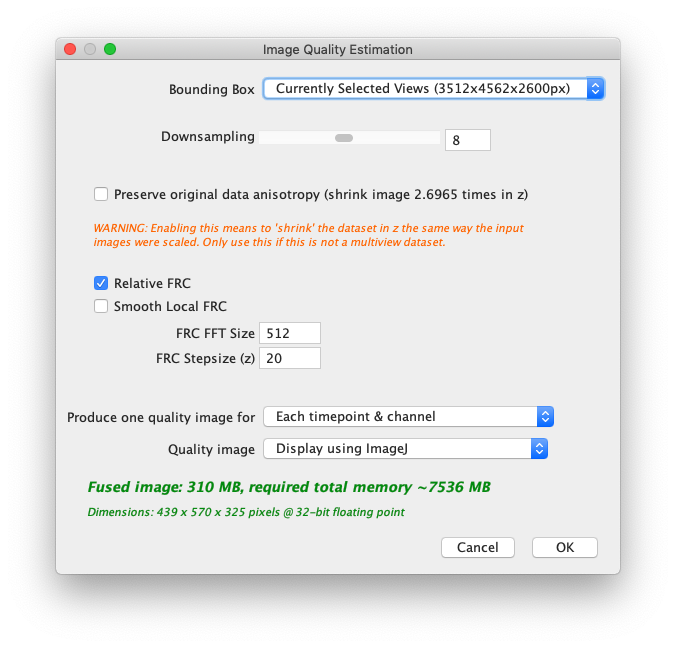 Image Quality Estimation
Bounding Box Currently Selected Views (3512x4562x2600px)
Downsampling 8
Preserve original data anisotropy (shrink image 2.6965 times in z)
WARNING: Enabling this means to 'shrink' the dataset in z the same way the input
images were scaled. Only use this if this is not a multiview dataset.
Relative FRC
Smooth Local FRC
FRC FFT Size 512
FRC Stepsize (z) 20
Produce one quality image for Each timepoint & channel
Quality image Display using ImageJ
Fused image: 310 MB, required total memory ~7536 MB
Dimensions: 439 x 570 x 325 pixels @ 32-bit floating point
Cancel OK